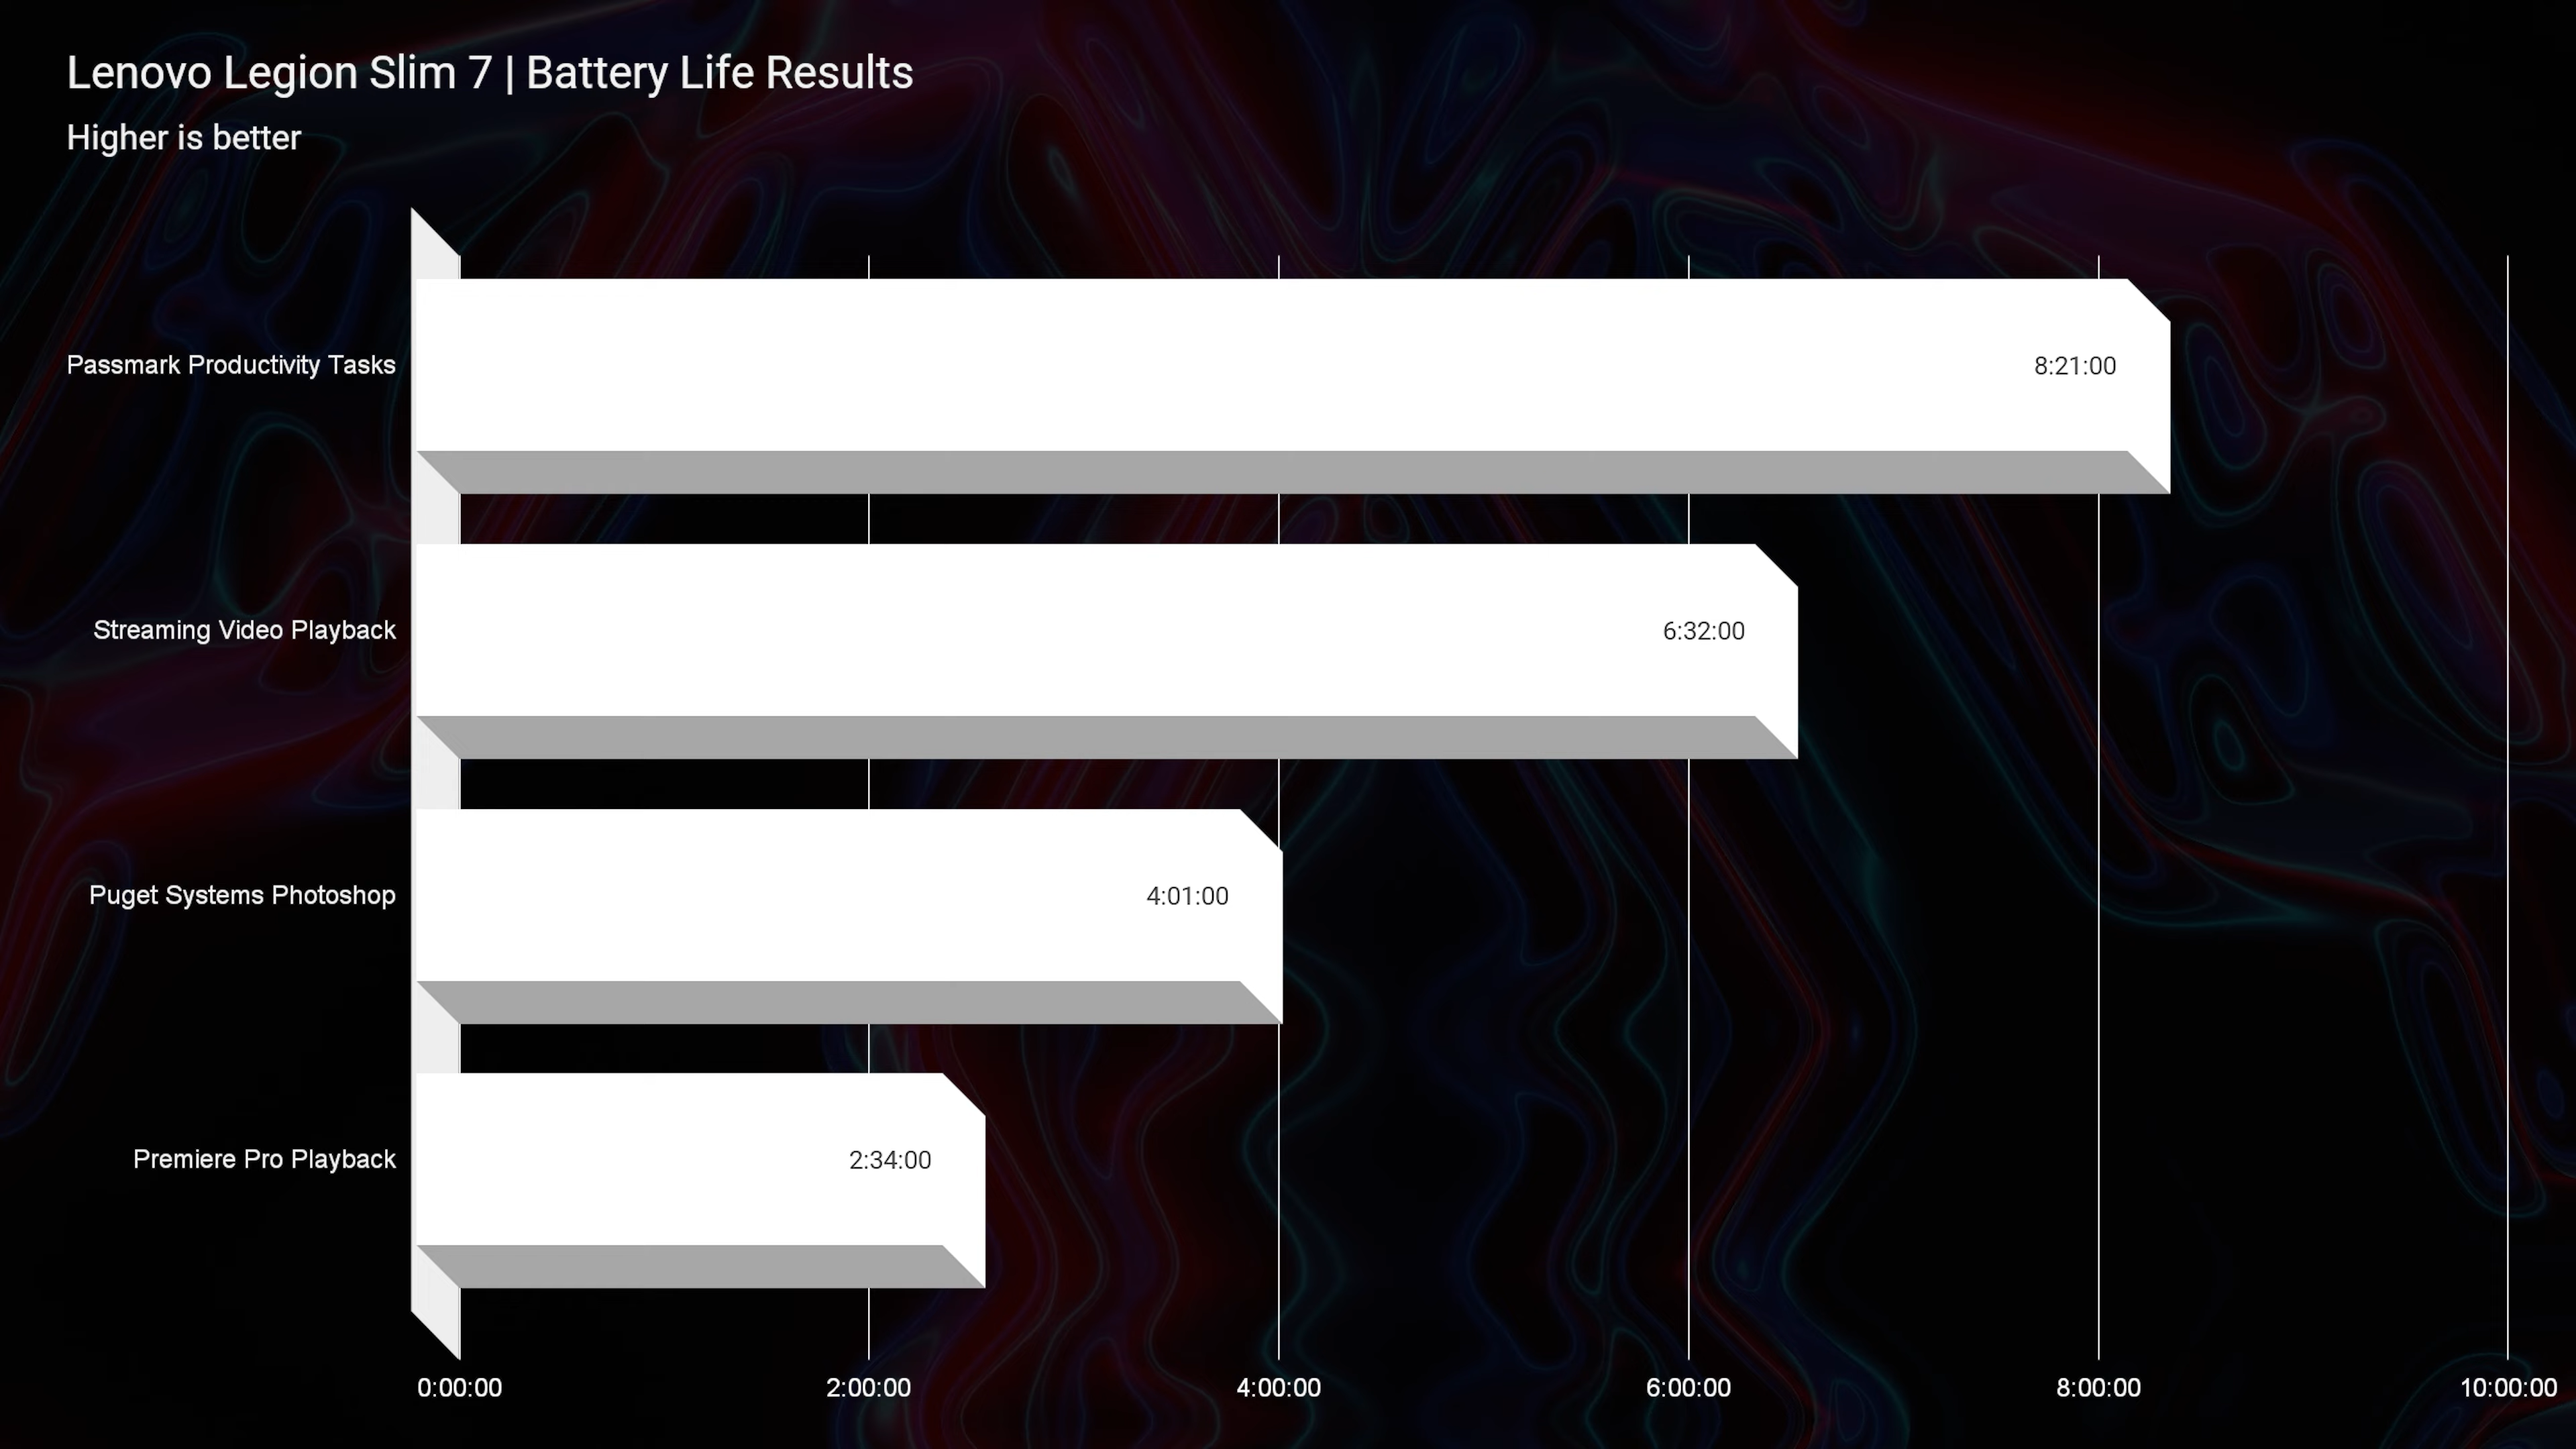 Lenovo Legion Slim 7 | Battery Life Results
Higher is better
Passmark Productivity Tasks
8:21:00
Streaming Video Playback
6:32:00
Puget Systems Photoshop
4:01:00
Premiere Pro Playback
2:34:00
0:00:00
2:00:00
4:00:00
6:00:00
8:00:00
10:00:00